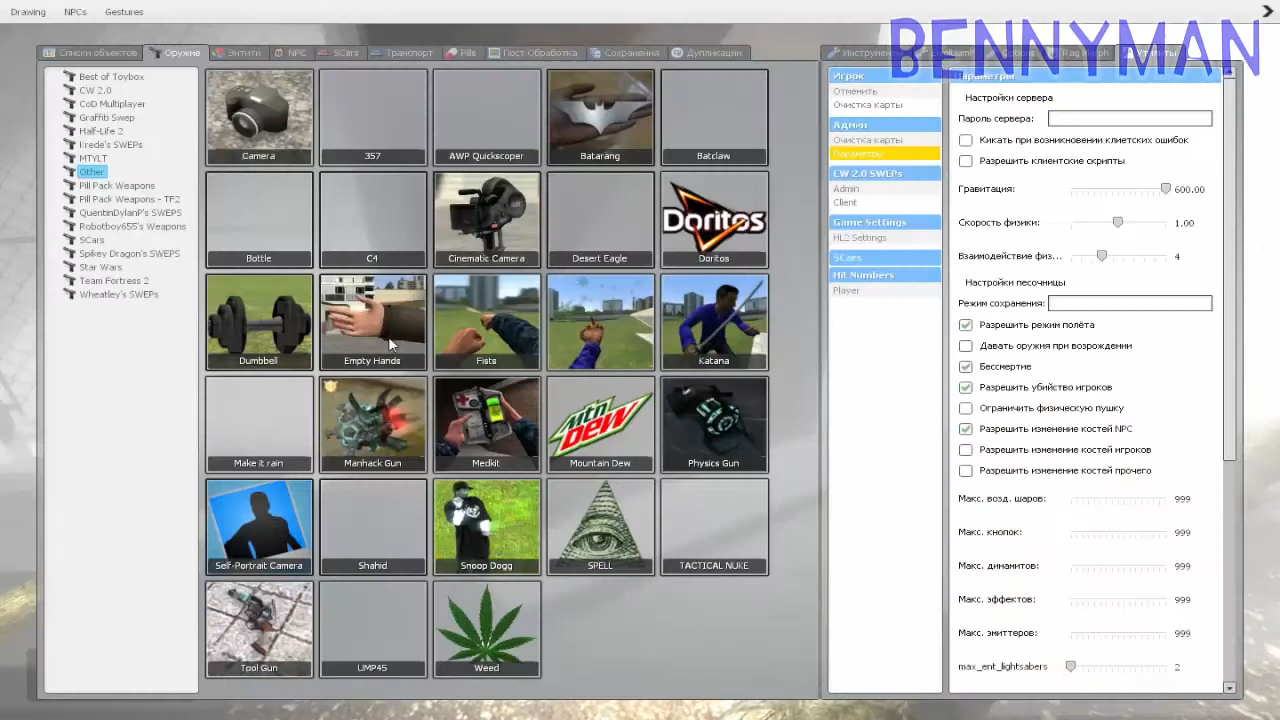 Drawing NPCs Gestures
BENNYMAN
Списки объектов Оружие Энтити NPC SCars Транспорт Pills Пост Обработка Сохранения Дупликации
Утилиты
Best of Toybox
CW 2.0
CoD Multiplayer
Graffiti Swep
Half-Life 2
Krede's SWEPs
MTYLT
Other
Pill Pack Weapons
Pill Pack Weapons - TF2
QuentinDylanP's SWEPS
Robotboy655's Weapons
SCars
Spikey Dragon's SWEPS
Star Wars
Team Fortress 2
Wheatley's SWEPs
Camera 357 AWP Quickscoper Batarang Batclaw
Bottle C4 Cinematic Camera Desert Eagle Doritos
Doritos
Dumbbell Empty Hands Fists Katana
Make it rain Manhack Gun Medkit Mountain Dew Physics Gun
Mtn
DEW
Self-Portrait Camera Shahid Snoop Dogg SPELL TACTICAL NUKE
Tool Gun UMP45 Weed
Игрок
Отменить
Очистка карты
Админ
Очистка карты
Параметры
CW 2.0 SWEPs
Admin
Client
Game Settings
HL2 Settings
SCars
Hit Numbers
Player
Параметры
Настройки сервера
Пароль сервера:
Кикать при возникновении клиетских ошибок
Разрешить клиентские скрипты
Гравитация: 600.00
Скорость физики: 1.00
Взаимодействие физ... 4
Настройки песочницы
Режим сохранения:
Разрешить режим полёта
Давать оружия при возрождении
Бессмертие
Разрешить убийство игроков
Ограничить физическую пушку
Разрешить изменение костей NPC
Разрешить изменение костей игроков
Разрешить изменение костей прочего
Макс. возд. шаров: 999
Макс. кнопок: 999
Макс. динамитов: 999
Макс. эффектов: 999
Макс. эмиттеров: 999
max_ent_lightsabers 2